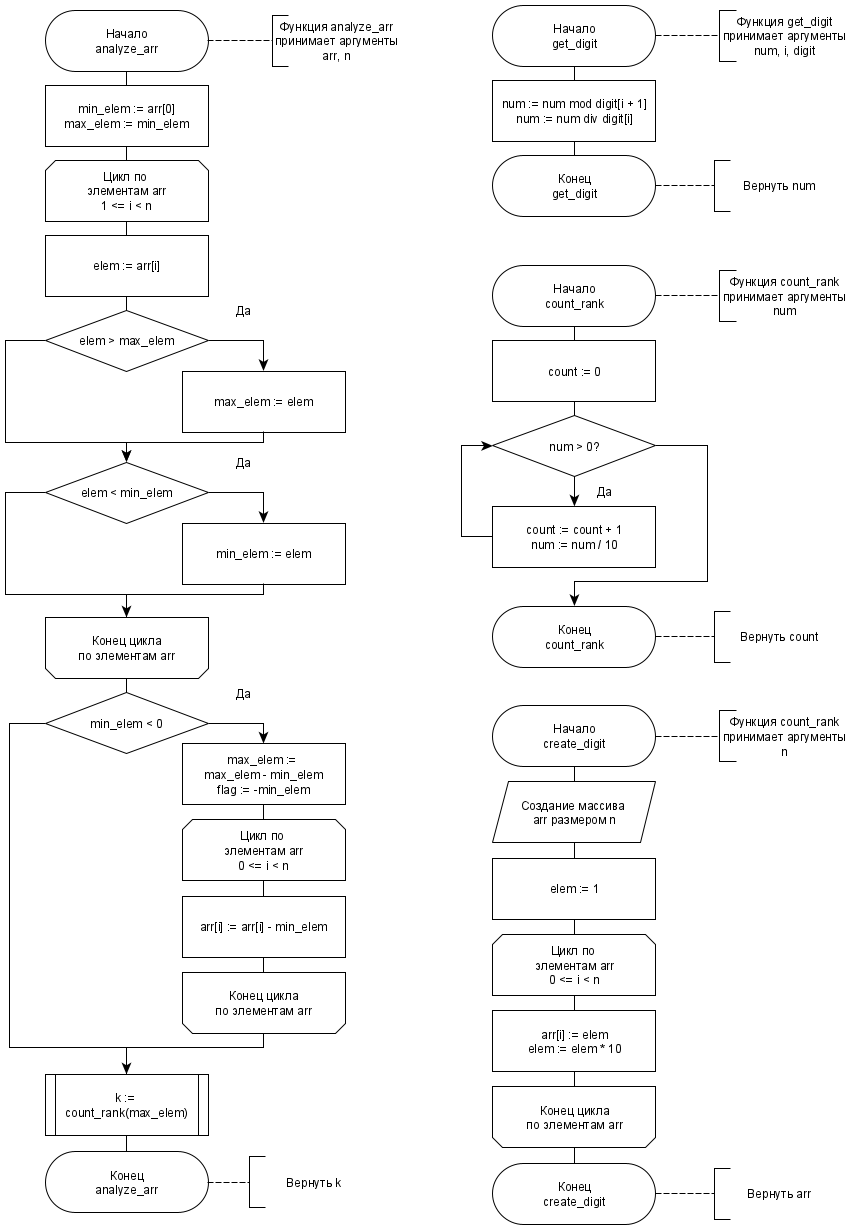 Начало
analyze_arr
Функция analyze_arr
принимает аргументы
arr, n
min_elem := arr[0]
max_elem := min_elem
Цикл по
элементам arr
1 <= i < n
elem := arr[i]
Да
elem > max_elem
max_elem := elem
Да
elem < min_elem
min_elem := elem
Конец цикла
по элементам arr
Да
min_elem < 0
max_elem :=
max_elem - min_elem
flag := -min_elem
Цикл по
элементам arr
0 <= i < n
arr[i] := arr[i] - min_elem
Конец цикла
по элементам arr
k :=
count_rank(max_elem)
Конец
analyze_arr
Вернуть k
Начало
get_digit
Функция get_digit
принимает аргументы
num, i, digit
num := num mod digit[i + 1]
num := num div digit[i]
Конец
get_digit
Вернуть num
Начало
count_rank
Функция count_rank
принимает аргументы
num
count := 0
num > 0?
Да
count := count + 1
num := num / 10
Конец
count_rank
Вернуть count
Начало
create_digit
Функция count_rank
принимает аргументы
n
Создание массива
arr размером n
elem := 1
Цикл по
элементам arr
0 <= i < n
arr[i] := elem
elem := elem * 10
Конец цикла
по элементам arr
Конец
create_digit
Вернуть arr